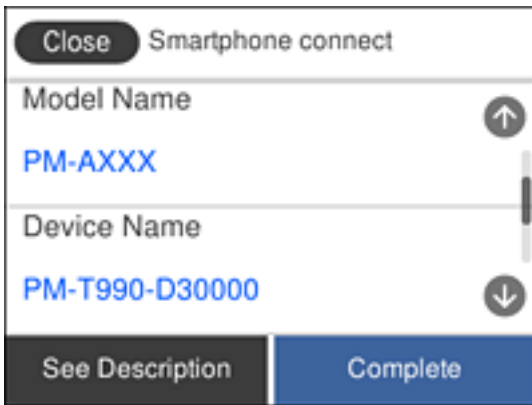 Close Smartphone connect
Model Name
PM-AXXX
Device Name
PM-T990-D30000
See Description Complete